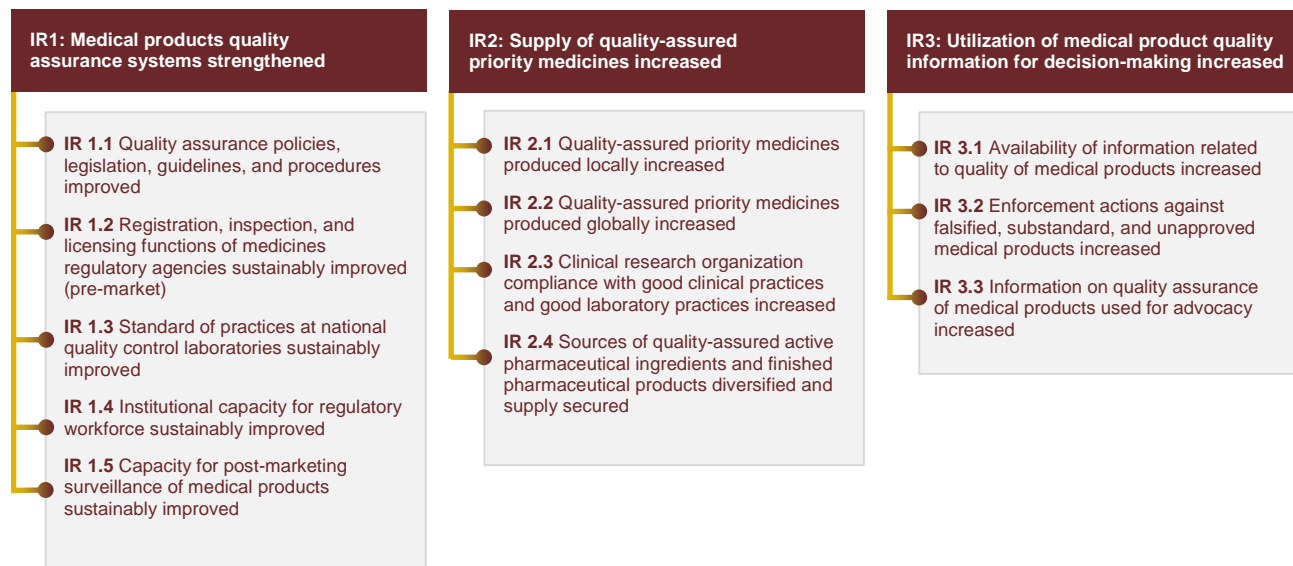 IR1: Medical products quality
assurance systems strengthened
IR 1.1 Quality assurance policies,
legislation, guidelines, and procedures
improved
IR 1.2 Registration, inspection, and
licensing functions of medicines
regulatory agencies sustainably improved
(pre-market)
IR 1.3 Standard of practices at national
quality control laboratories sustainably
improved
IR 1.4 Institutional capacity for regulatory
workforce sustainably improved
IR 1.5 Capacity for post-marketing
surveillance of medical products
sustainably improved
IR2: Supply of quality-assured
priority medicines increased
IR 2.1 Quality-assured priority medicines
produced locally increased
IR 2.2 Quality-assured priority medicines
produced globally increased
IR 2.3 Clinical research organization
compliance with good clinical practices
and good laboratory practices increased
IR 2.4 Sources of quality-assured active
pharmaceutical ingredients and finished
pharmaceutical products diversified and
supply secured
IR3: Utilization of medical product quality
information for decision-making increased
IR 3.1 Availability of information related
to quality of medical products increased
IR 3.2 Enforcement actions against
falsified, substandard, and unapproved
medical products increased
IR 3.3 Information on quality assurance
of medical products used for advocacy
increased